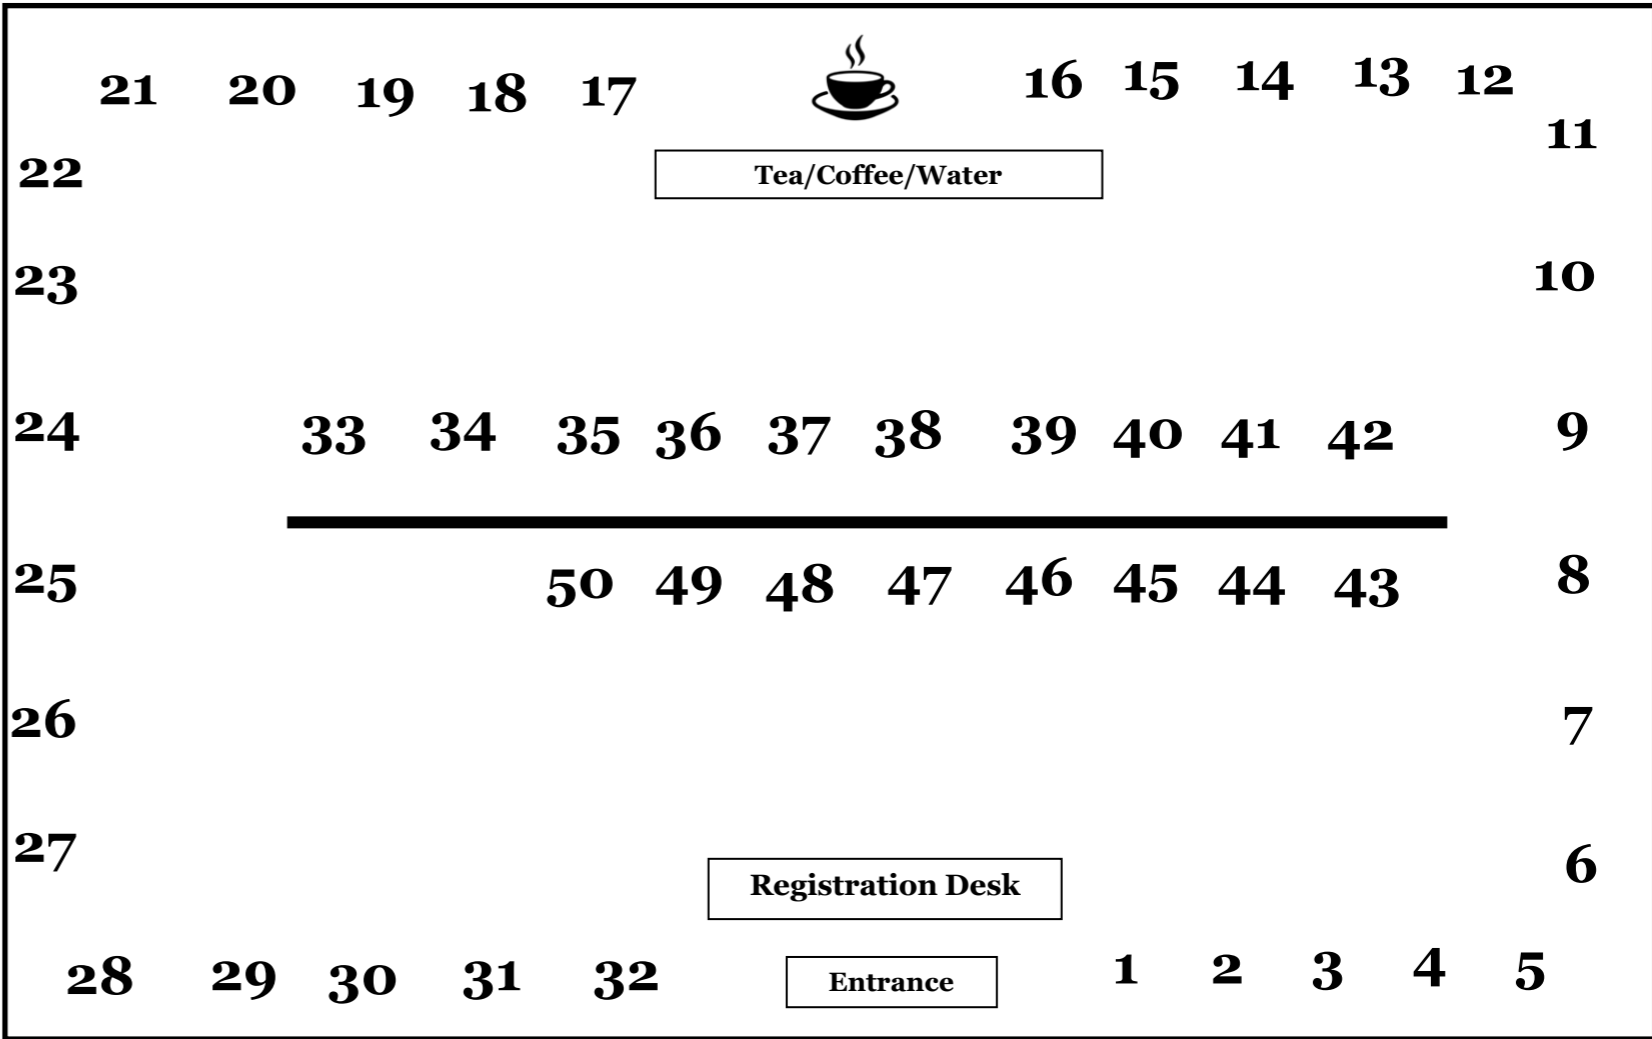 21 20 19 18 17 16 15 14 13 12
11
22 Tea/Coffee/Water
23 10
24 33 34 35 36 37 38 39 40 41 42 9
25 50 49 48 47 46 45 44 43 8
26 7
27 6
Registration Desk
28 29 30 31 32 Entrance 1 2 3 4 5